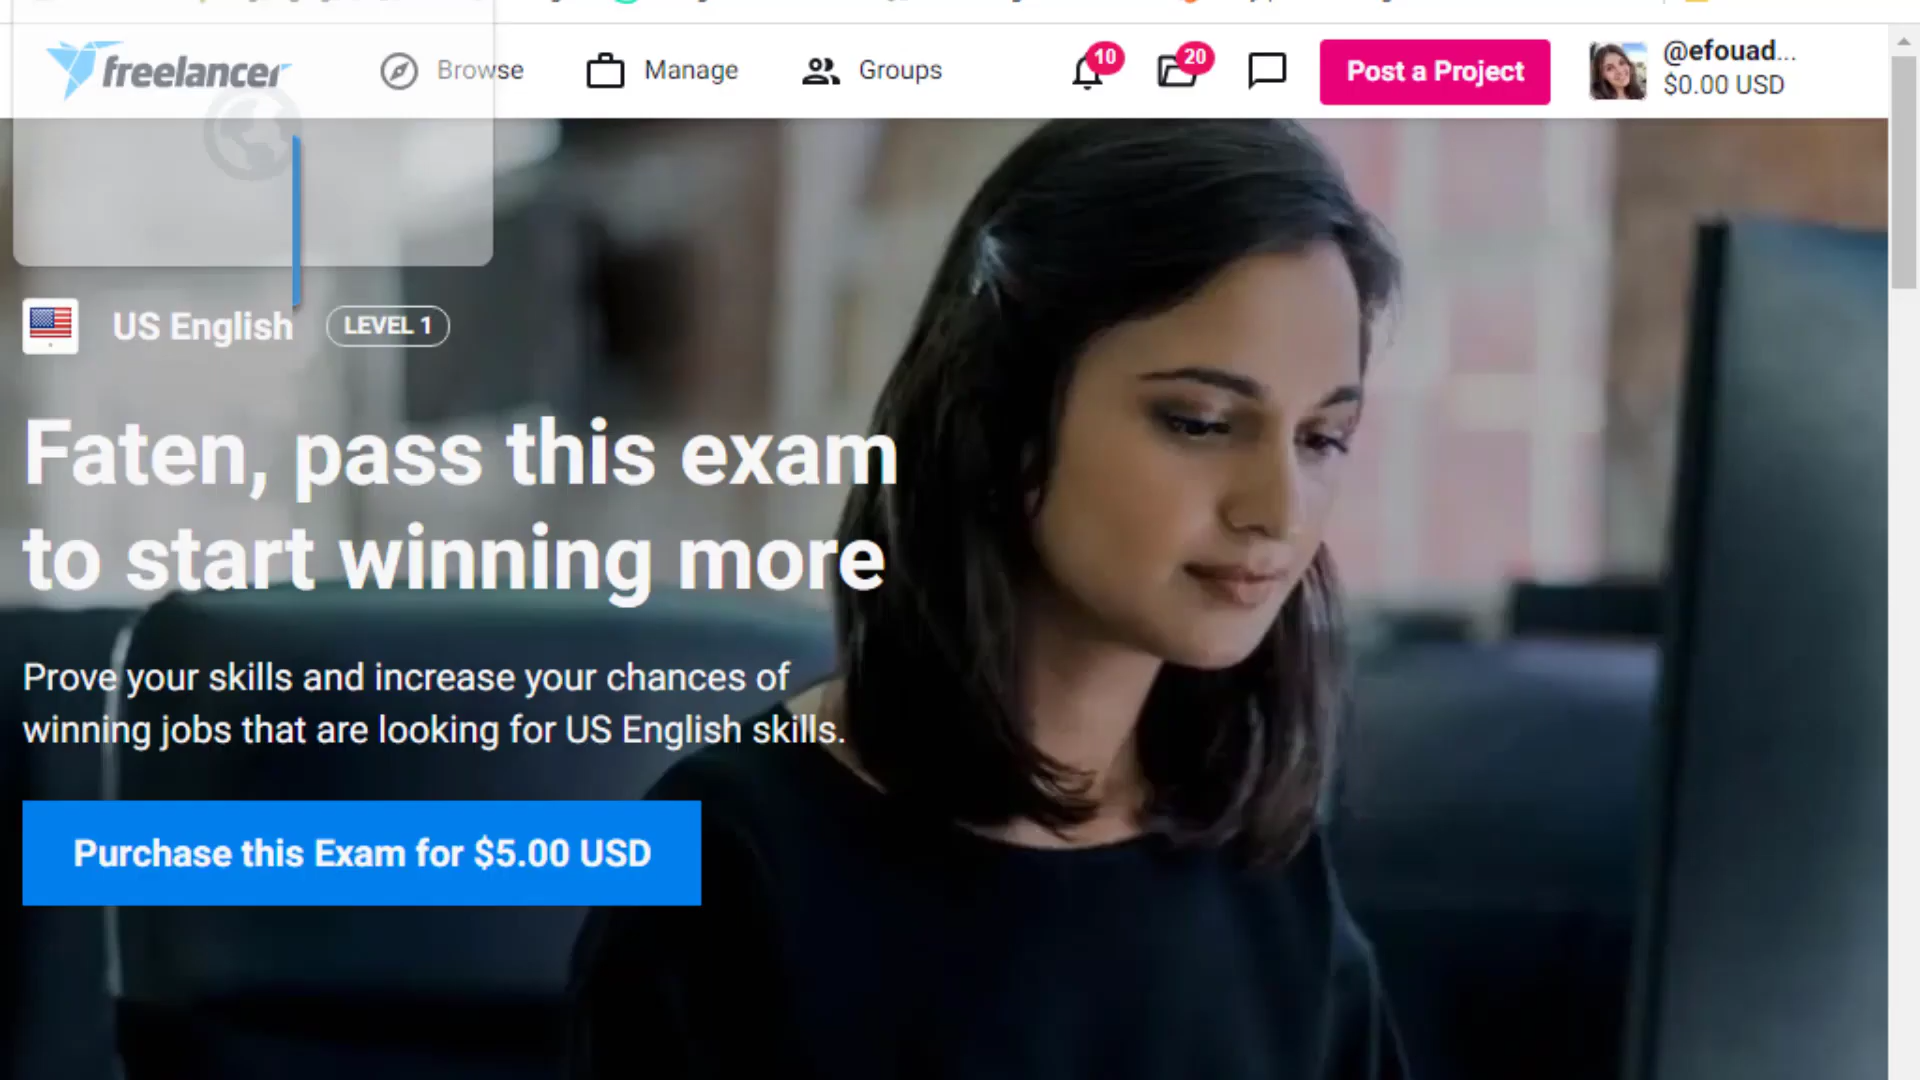 freelancer
Browse
Manage
Groups
10
20
Post a Project
@efouad...
$0.00 USD
US English
LEVEL 1
Faten, pass this exam
to start winning more
Prove your skills and increase your chances of
winning jobs that are looking for US English skills.
Purchase this Exam for $5.00 USD